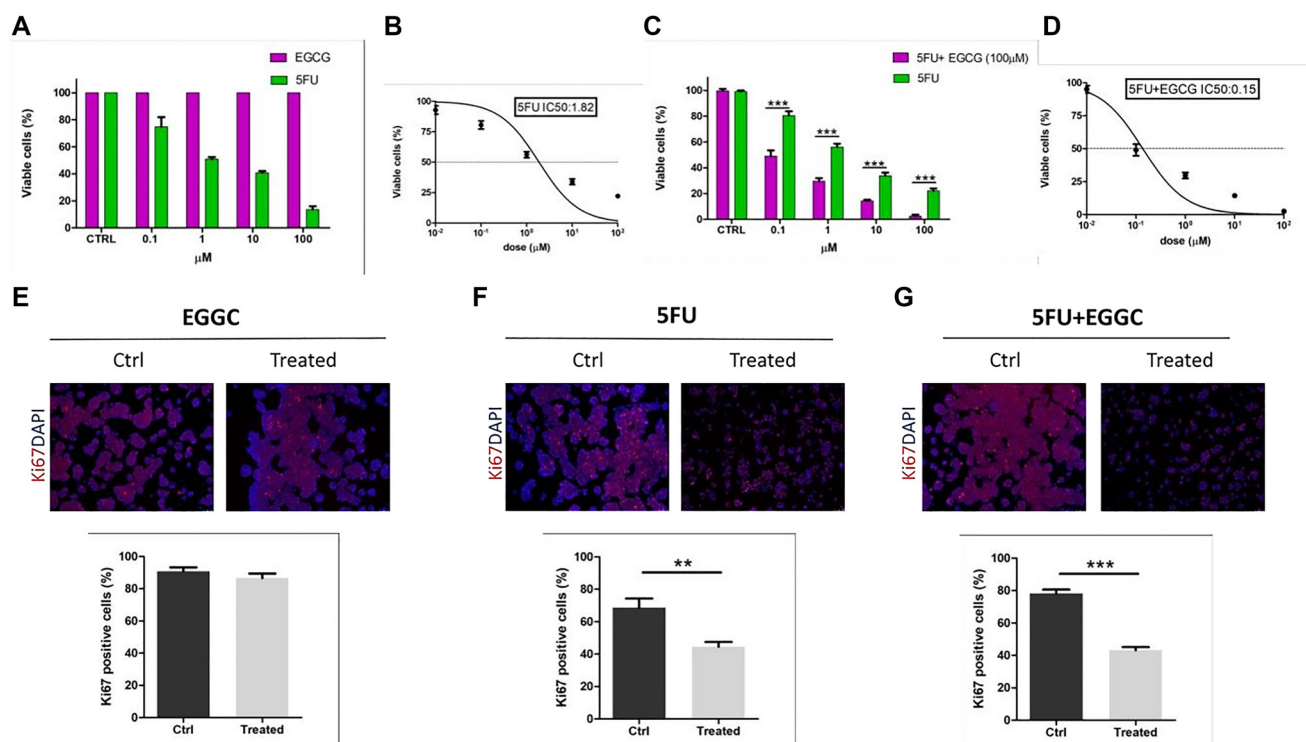 A
EGCG
5FU
Viable cells (%)
100
80
60
40
20
0
CTRL 0.1 1 10 100
μM
B
5FU IC50:1.82
Viable cells (%)
100
75
50
25
0
10⁻² 10⁻¹ 10⁰ 10¹ 10²
dose (μM)
C
5FU+ EGCG (100μM)
5FU
Viable cells (%)
100
80
60
40
20
0
***
***
***
***
CTRL 0.1 1 10 100
μM
D
5FU+EGCG IC50:0.15
Viable cells (%)
100
75
50
25
0
10⁻² 10⁻¹ 10⁰ 10¹ 10²
dose (μM)
E
EGGC
Ctrl Treated
Ki67DAPI
Ki67 positive cells (%)
100
80
60
40
20
0
Ctrl Treated
F
5FU
Ctrl Treated
Ki67DAPI
**
Ki67 positive cells (%)
100
80
60
40
20
0
Ctrl Treated
G
5FU+EGGC
Ctrl Treated
Ki67DAPI
***
Ki67 positive cells (%)
100
80
60
40
20
0
Ctrl Treated